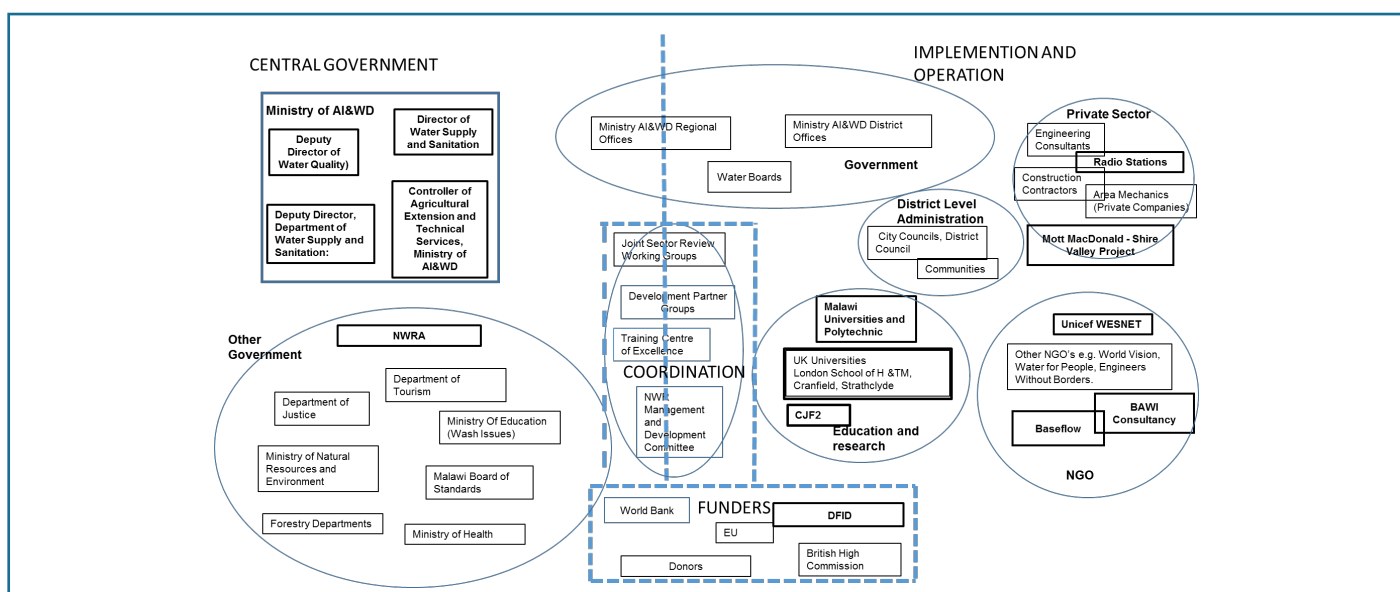 CENTRAL GOVERNMENT
Ministry of AI&WD
Deputy
Director of
Water Quality)
Director of
Water Supply
and Sanitation
Deputy Director,
Department of
Water Supply and
Sanitation:
Controller of
Agricultural
Extension and
Technical
Services,
Ministry of
AI&WD
Other
Government
NWRA
Department of
Tourism
Department of
Justice
Ministry Of Education
(Wash Issues)
Ministry of Natural
Resources and
Environment
Malawi Board of
Standards
Forestry Departments
Ministry of Health
IMPLEMENTION AND
OPERATION
Ministry AI&WD Regional
Offices
Ministry AI&WD District
Offices
Water Boards
Government
Private Sector
Engineering
Consultants
Radio Stations
Construction
Contractors
Area Mechanics
(Private Companies)
Mott MacDonald - Shire
Valley Project
District Level
Administration
City Councils, District
Council
Communities
Joint Sector Review
Working Groups
Development Partner
Groups
Training Centre
of Excellence
COORDINATION
NWR
Management
and
Development
Committee
Malawi
Universities and
Polytechnic
UK Universities
London School of H &TM,
Cranfield, Strathclyde
CJF2
Education and
research
Unicef WESNET
Other NGO's e.g. World Vision,
Water for People, Engineers
Without Borders.
BAWI
Consultancy
Baseflow
NGO
FUNDERS
World Bank
DFID
EU
British High
Commission
Donors